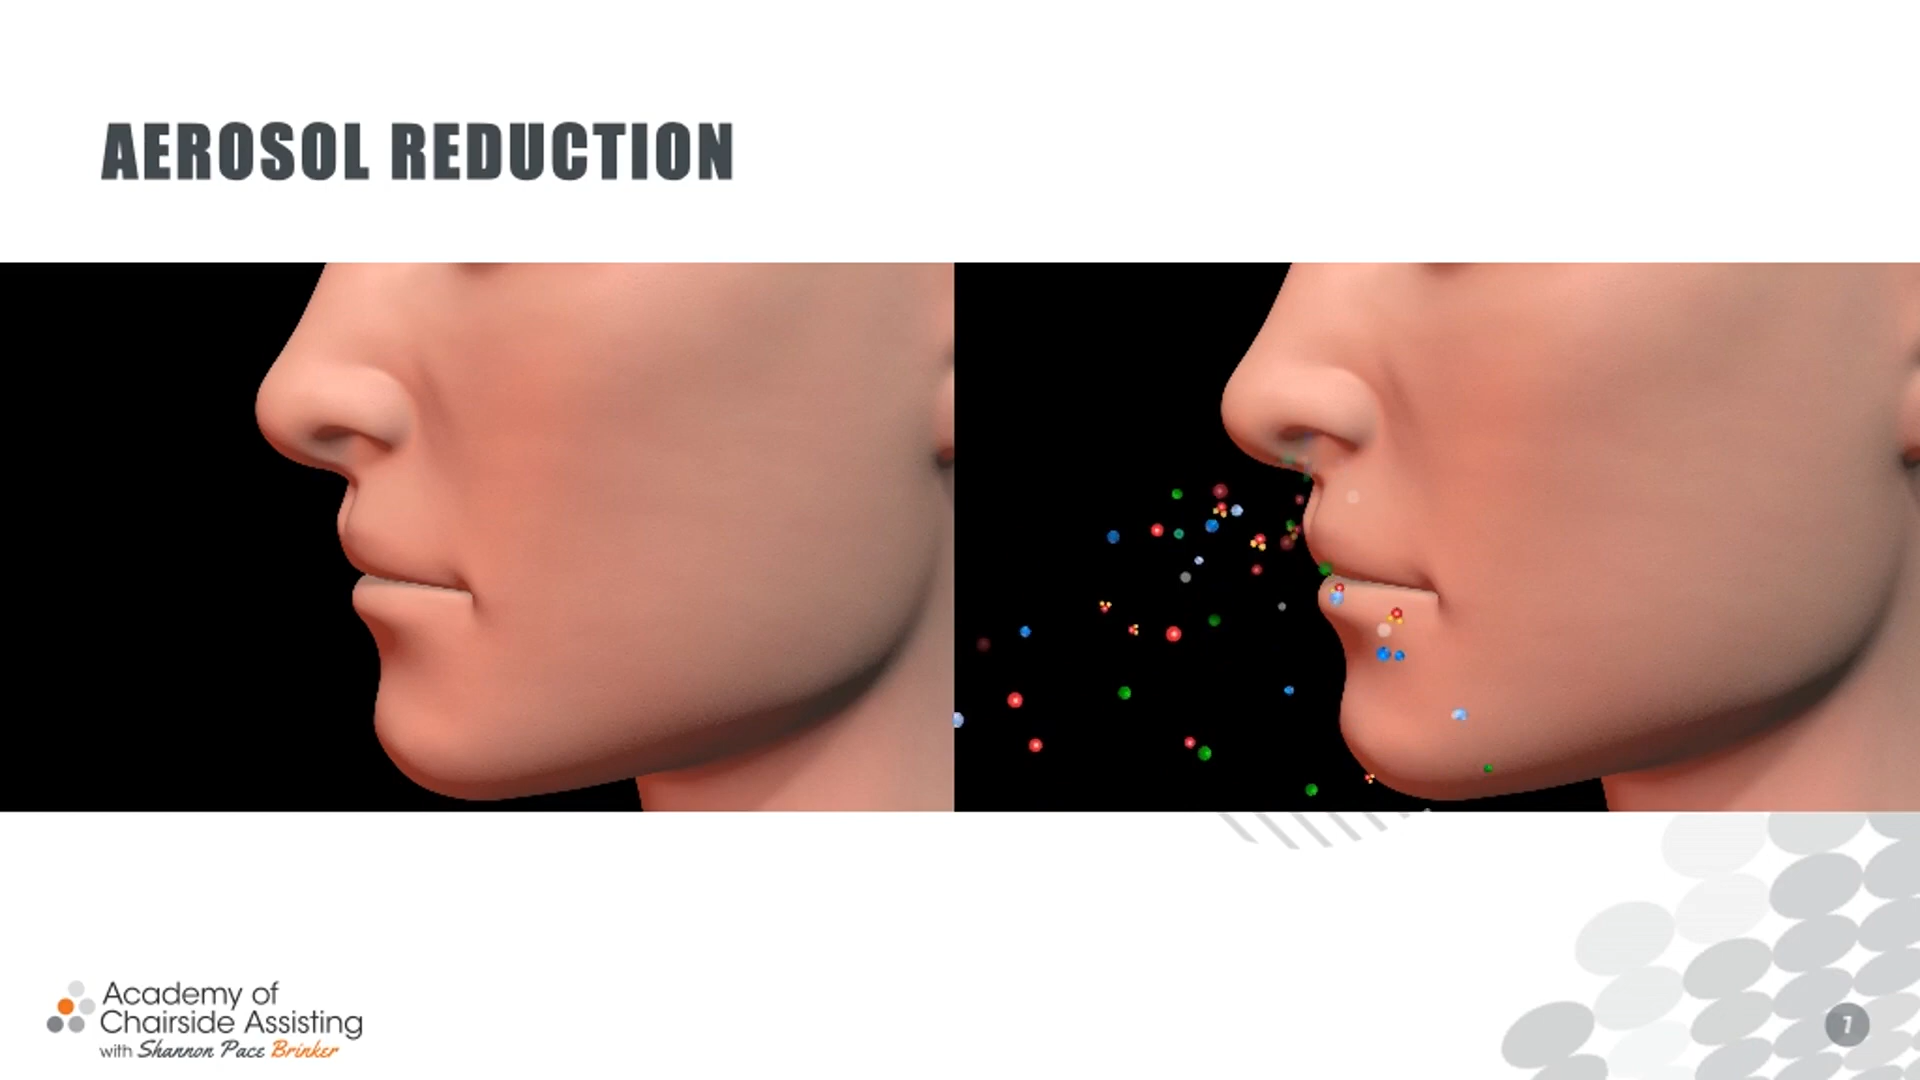 AEROSOL REDUCTION
Academy of
Chairside Assisting
with Shannon Pace Brinker
7